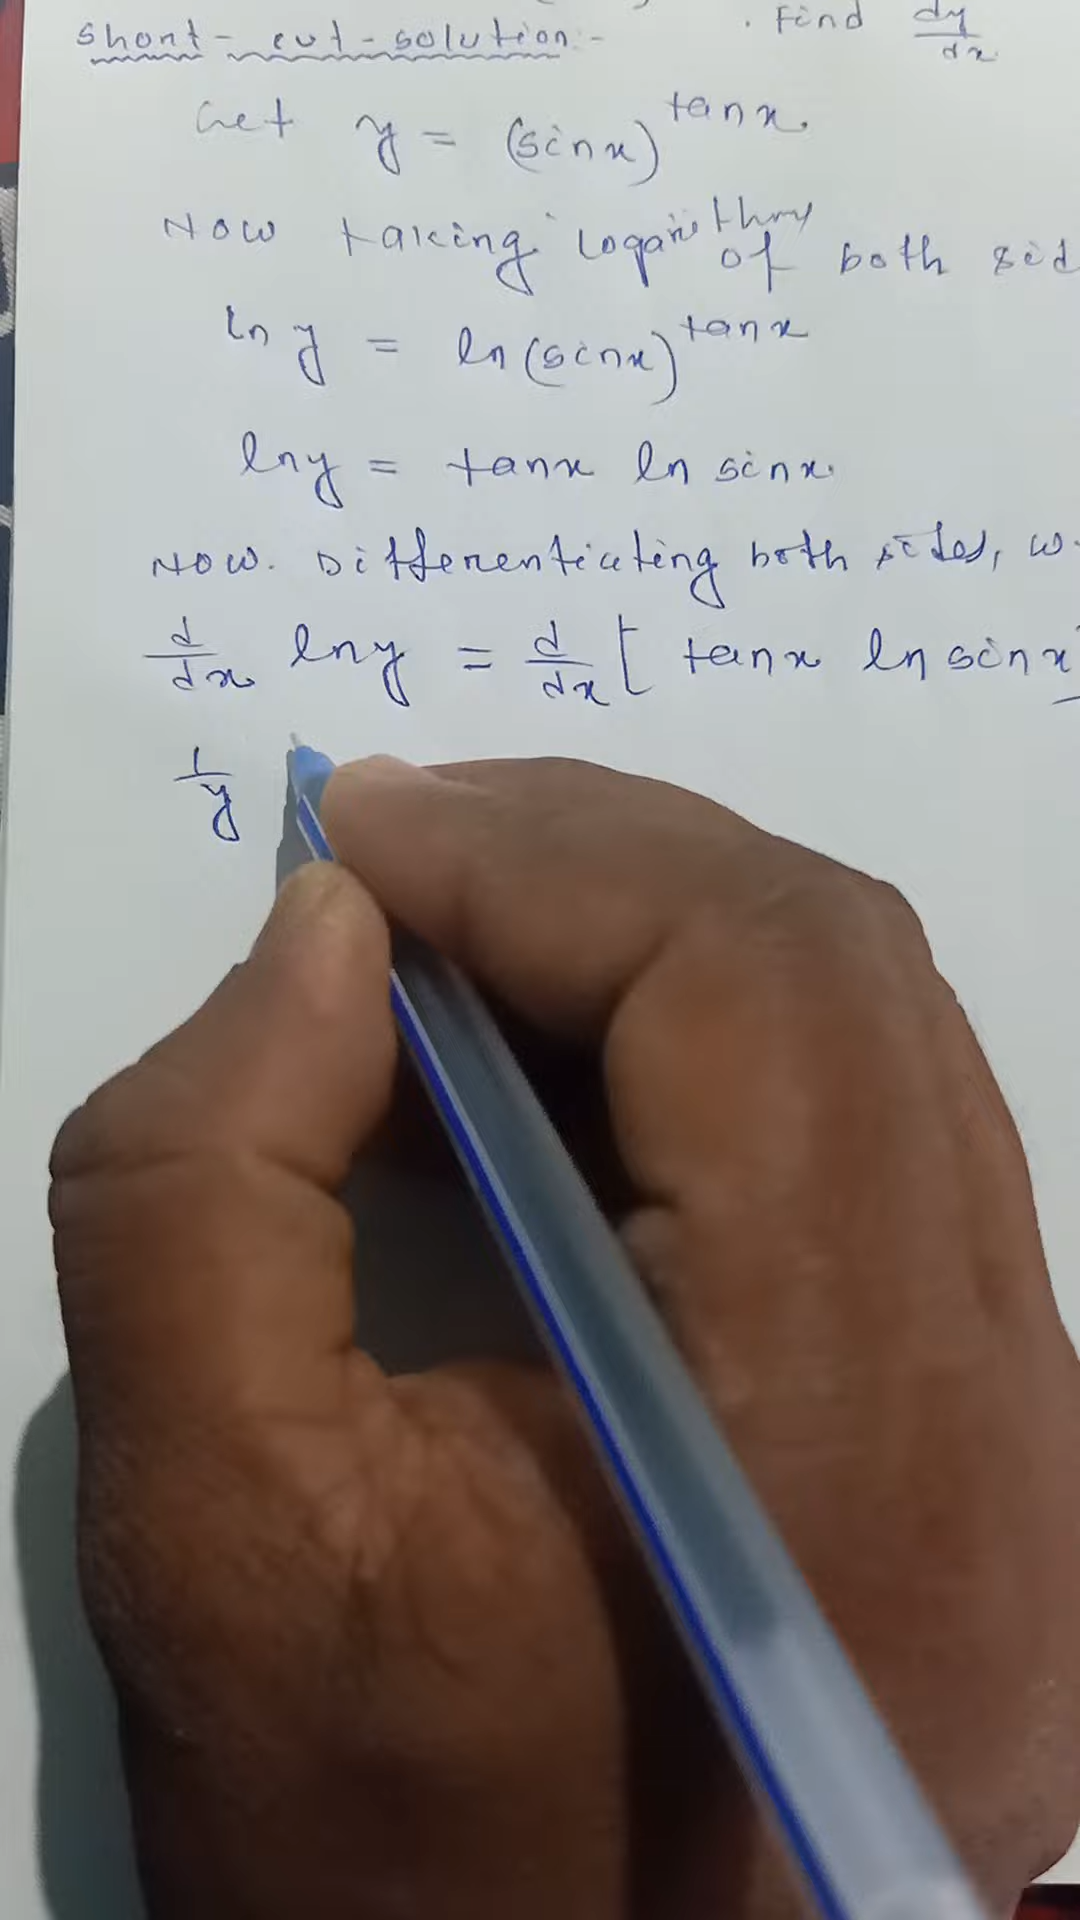 . Find dy/dx
Short-cut-solution:-
Let y = (sinx)^tanx
Now taking logarithm of both sid
ln y = ln(sinx)^tanx
lny = tanx ln sinx
Now. Differentiating both sides, w.
d/dx lny = d/dx [ tanx ln sinx]
1/y